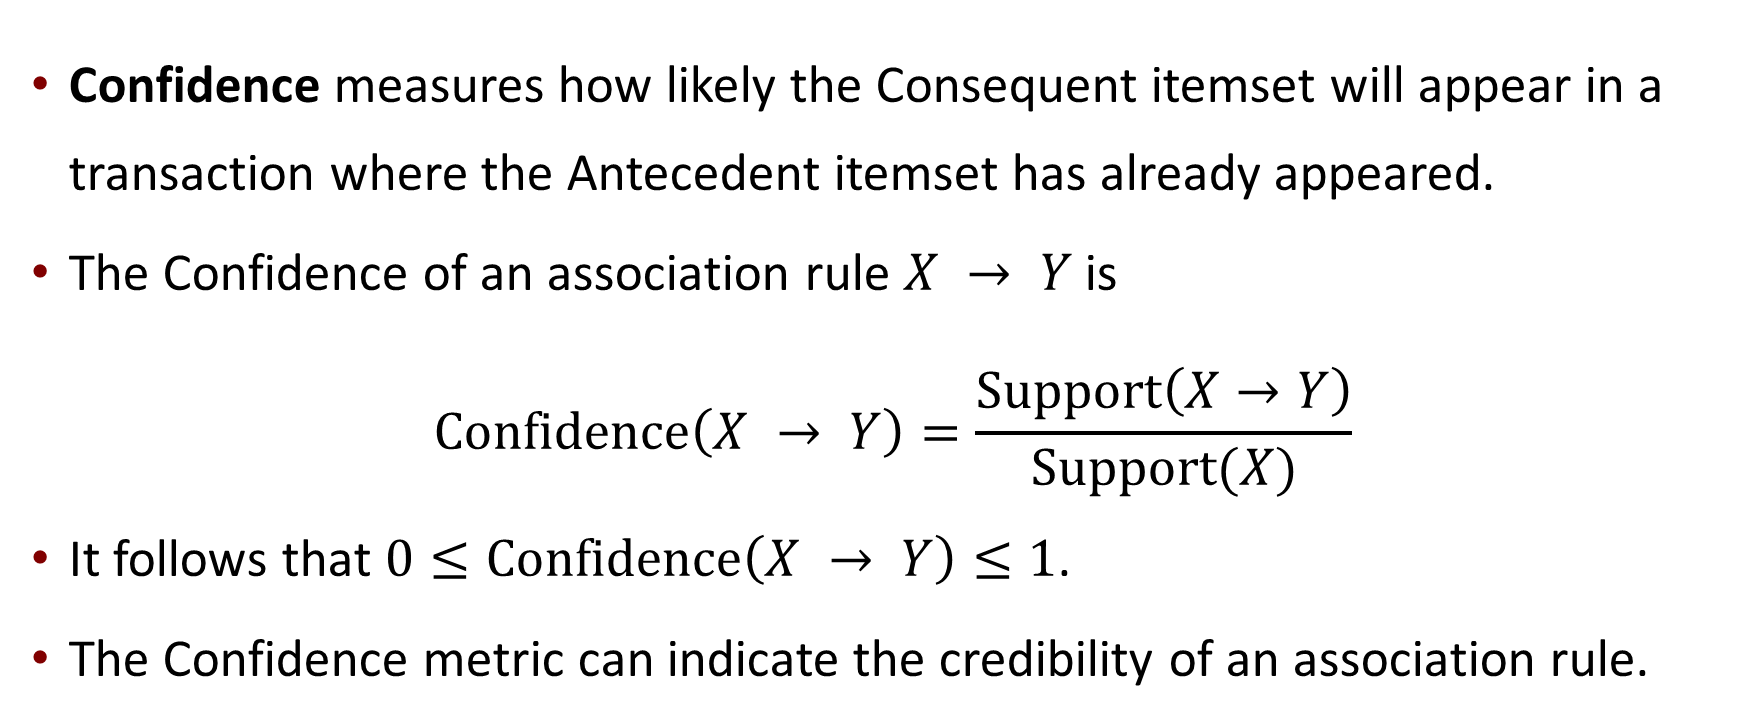 • Confidence measures how likely the Consequent itemset will appear in a
transaction where the Antecedent itemset has already appeared.
• The Confidence of an association rule X → Y is
Confidence(X → Y) = Support(X → Y) / Support(X)
• It follows that 0 ≤ Confidence(X → Y) ≤ 1.
• The Confidence metric can indicate the credibility of an association rule.